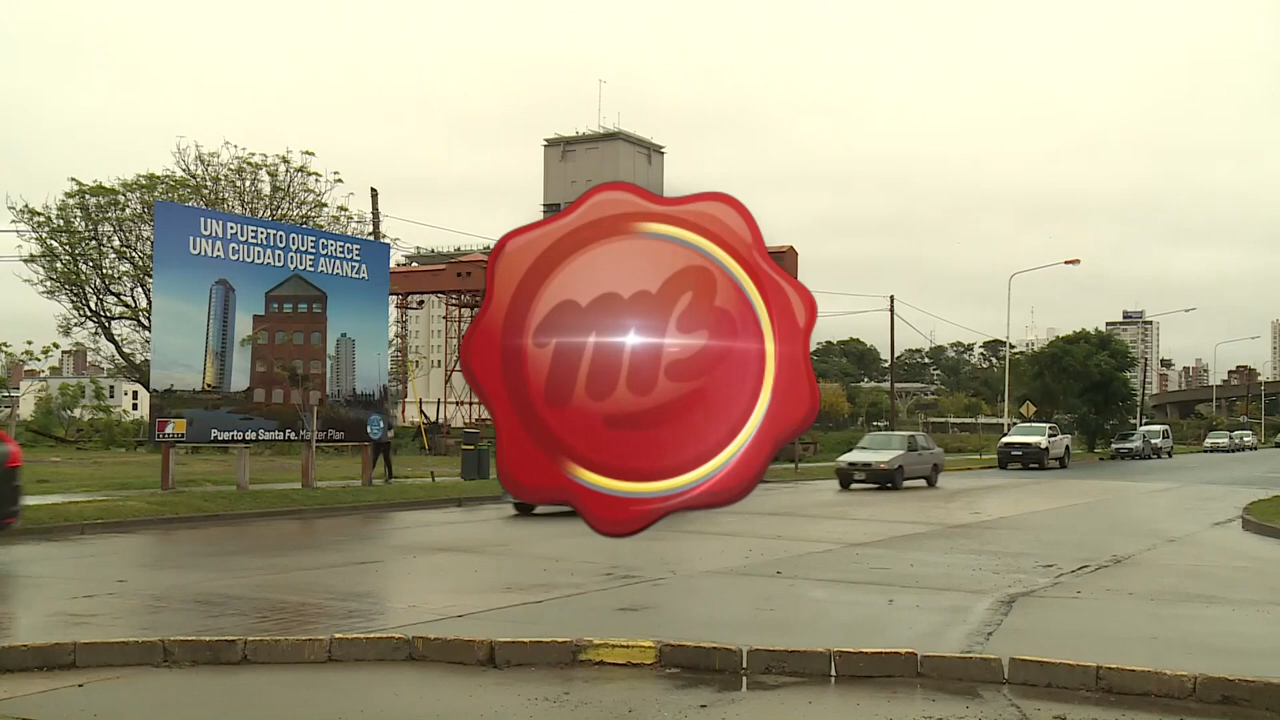 UN PUERTO QUE CRECE
UNA CIUDAD QUE AVANZA
Puerto de Santa Fe. Master Plan